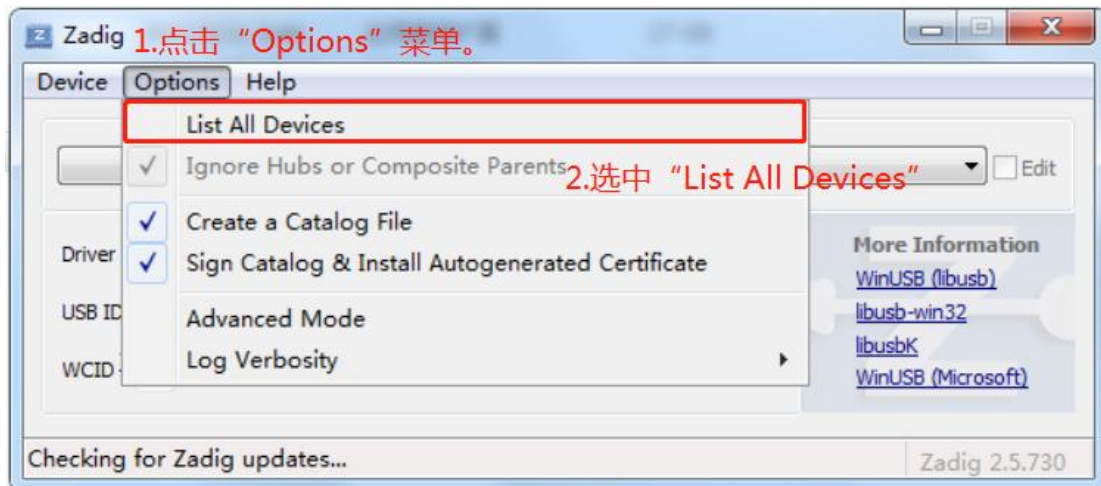 Zadig
1.点击“Options”菜单。
Device Options Help
List All Devices
Ignore Hubs or Composite Parents
2.选中“List All Devices”
Edit
Create a Catalog File
Sign Catalog & Install Autogenerated Certificate
Advanced Mode
Log Verbosity
Driver
USB ID
WCID
More Information
WinUSB (libusb)
libusb-win32
libusbK
WinUSB (Microsoft)
Checking for Zadig updates...
Zadig 2.5.730